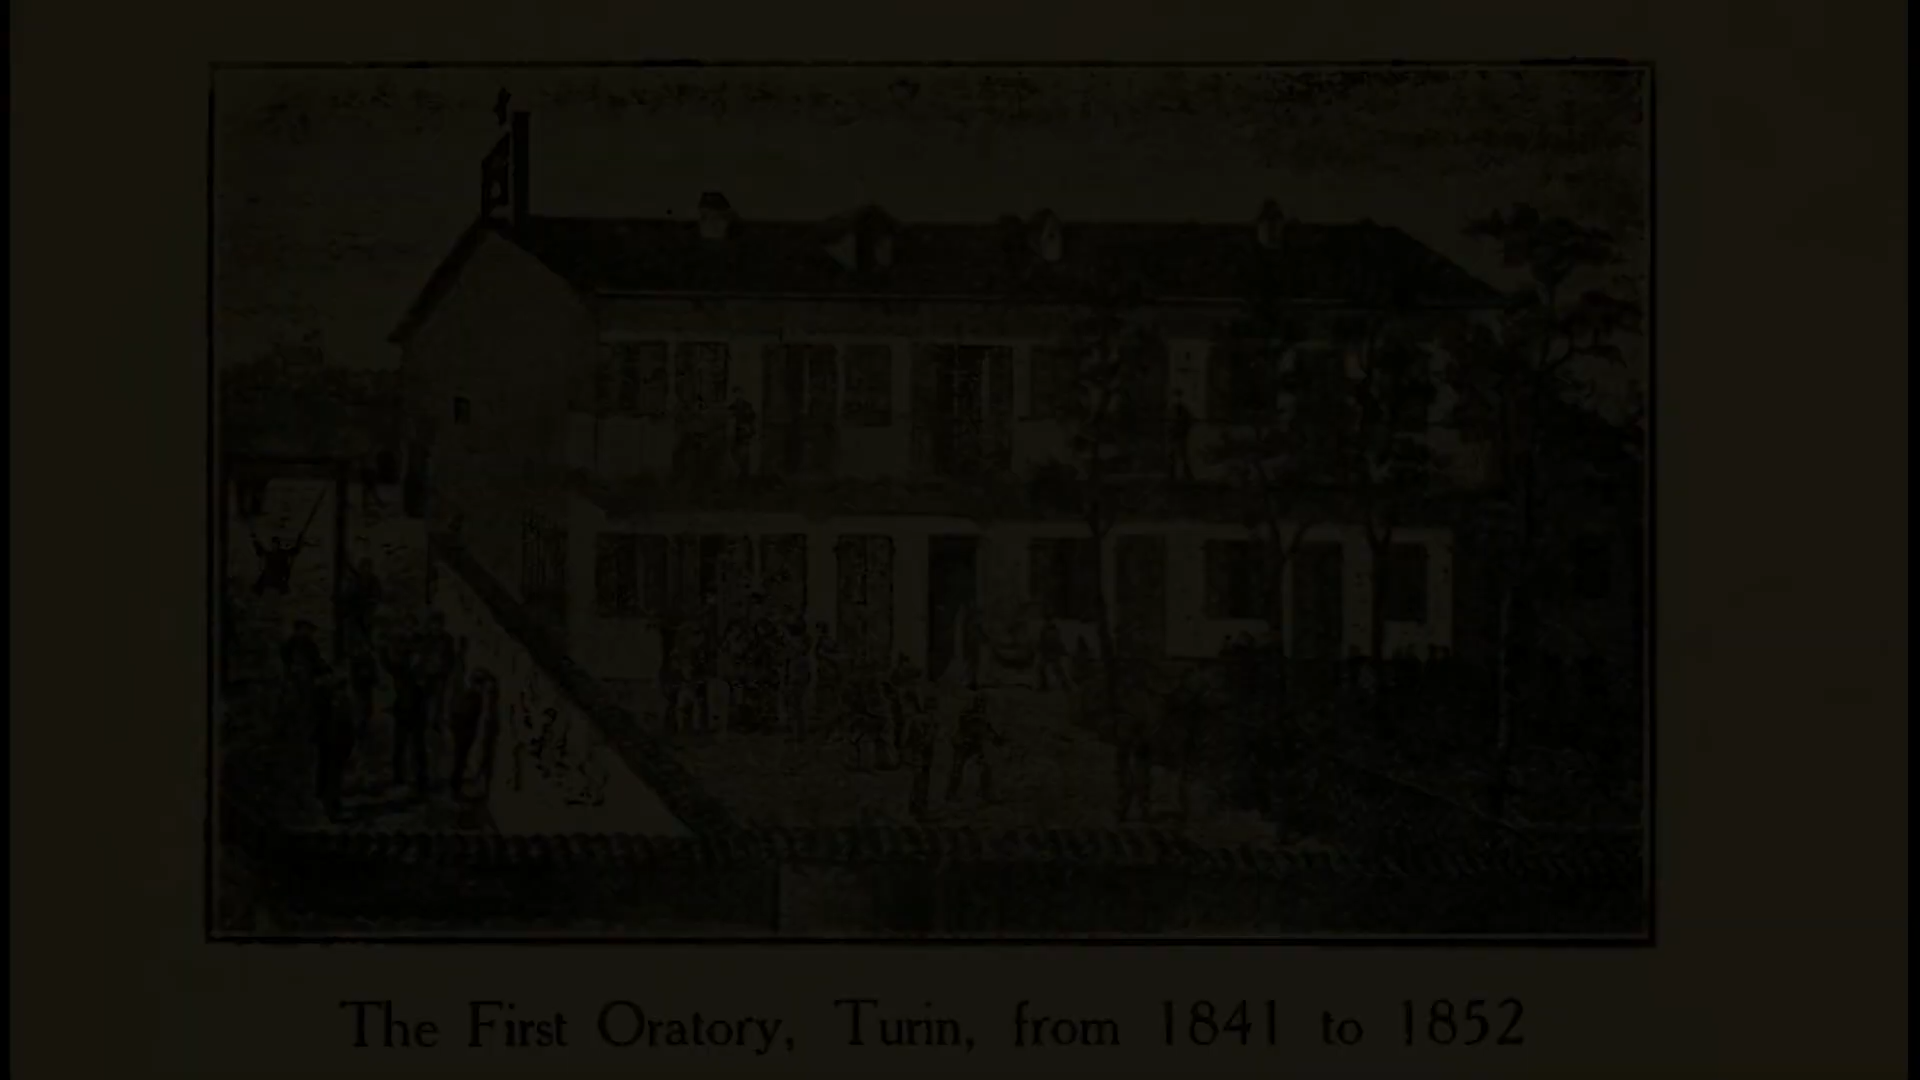 The First Oratory, Turin, from 1841 to 1852